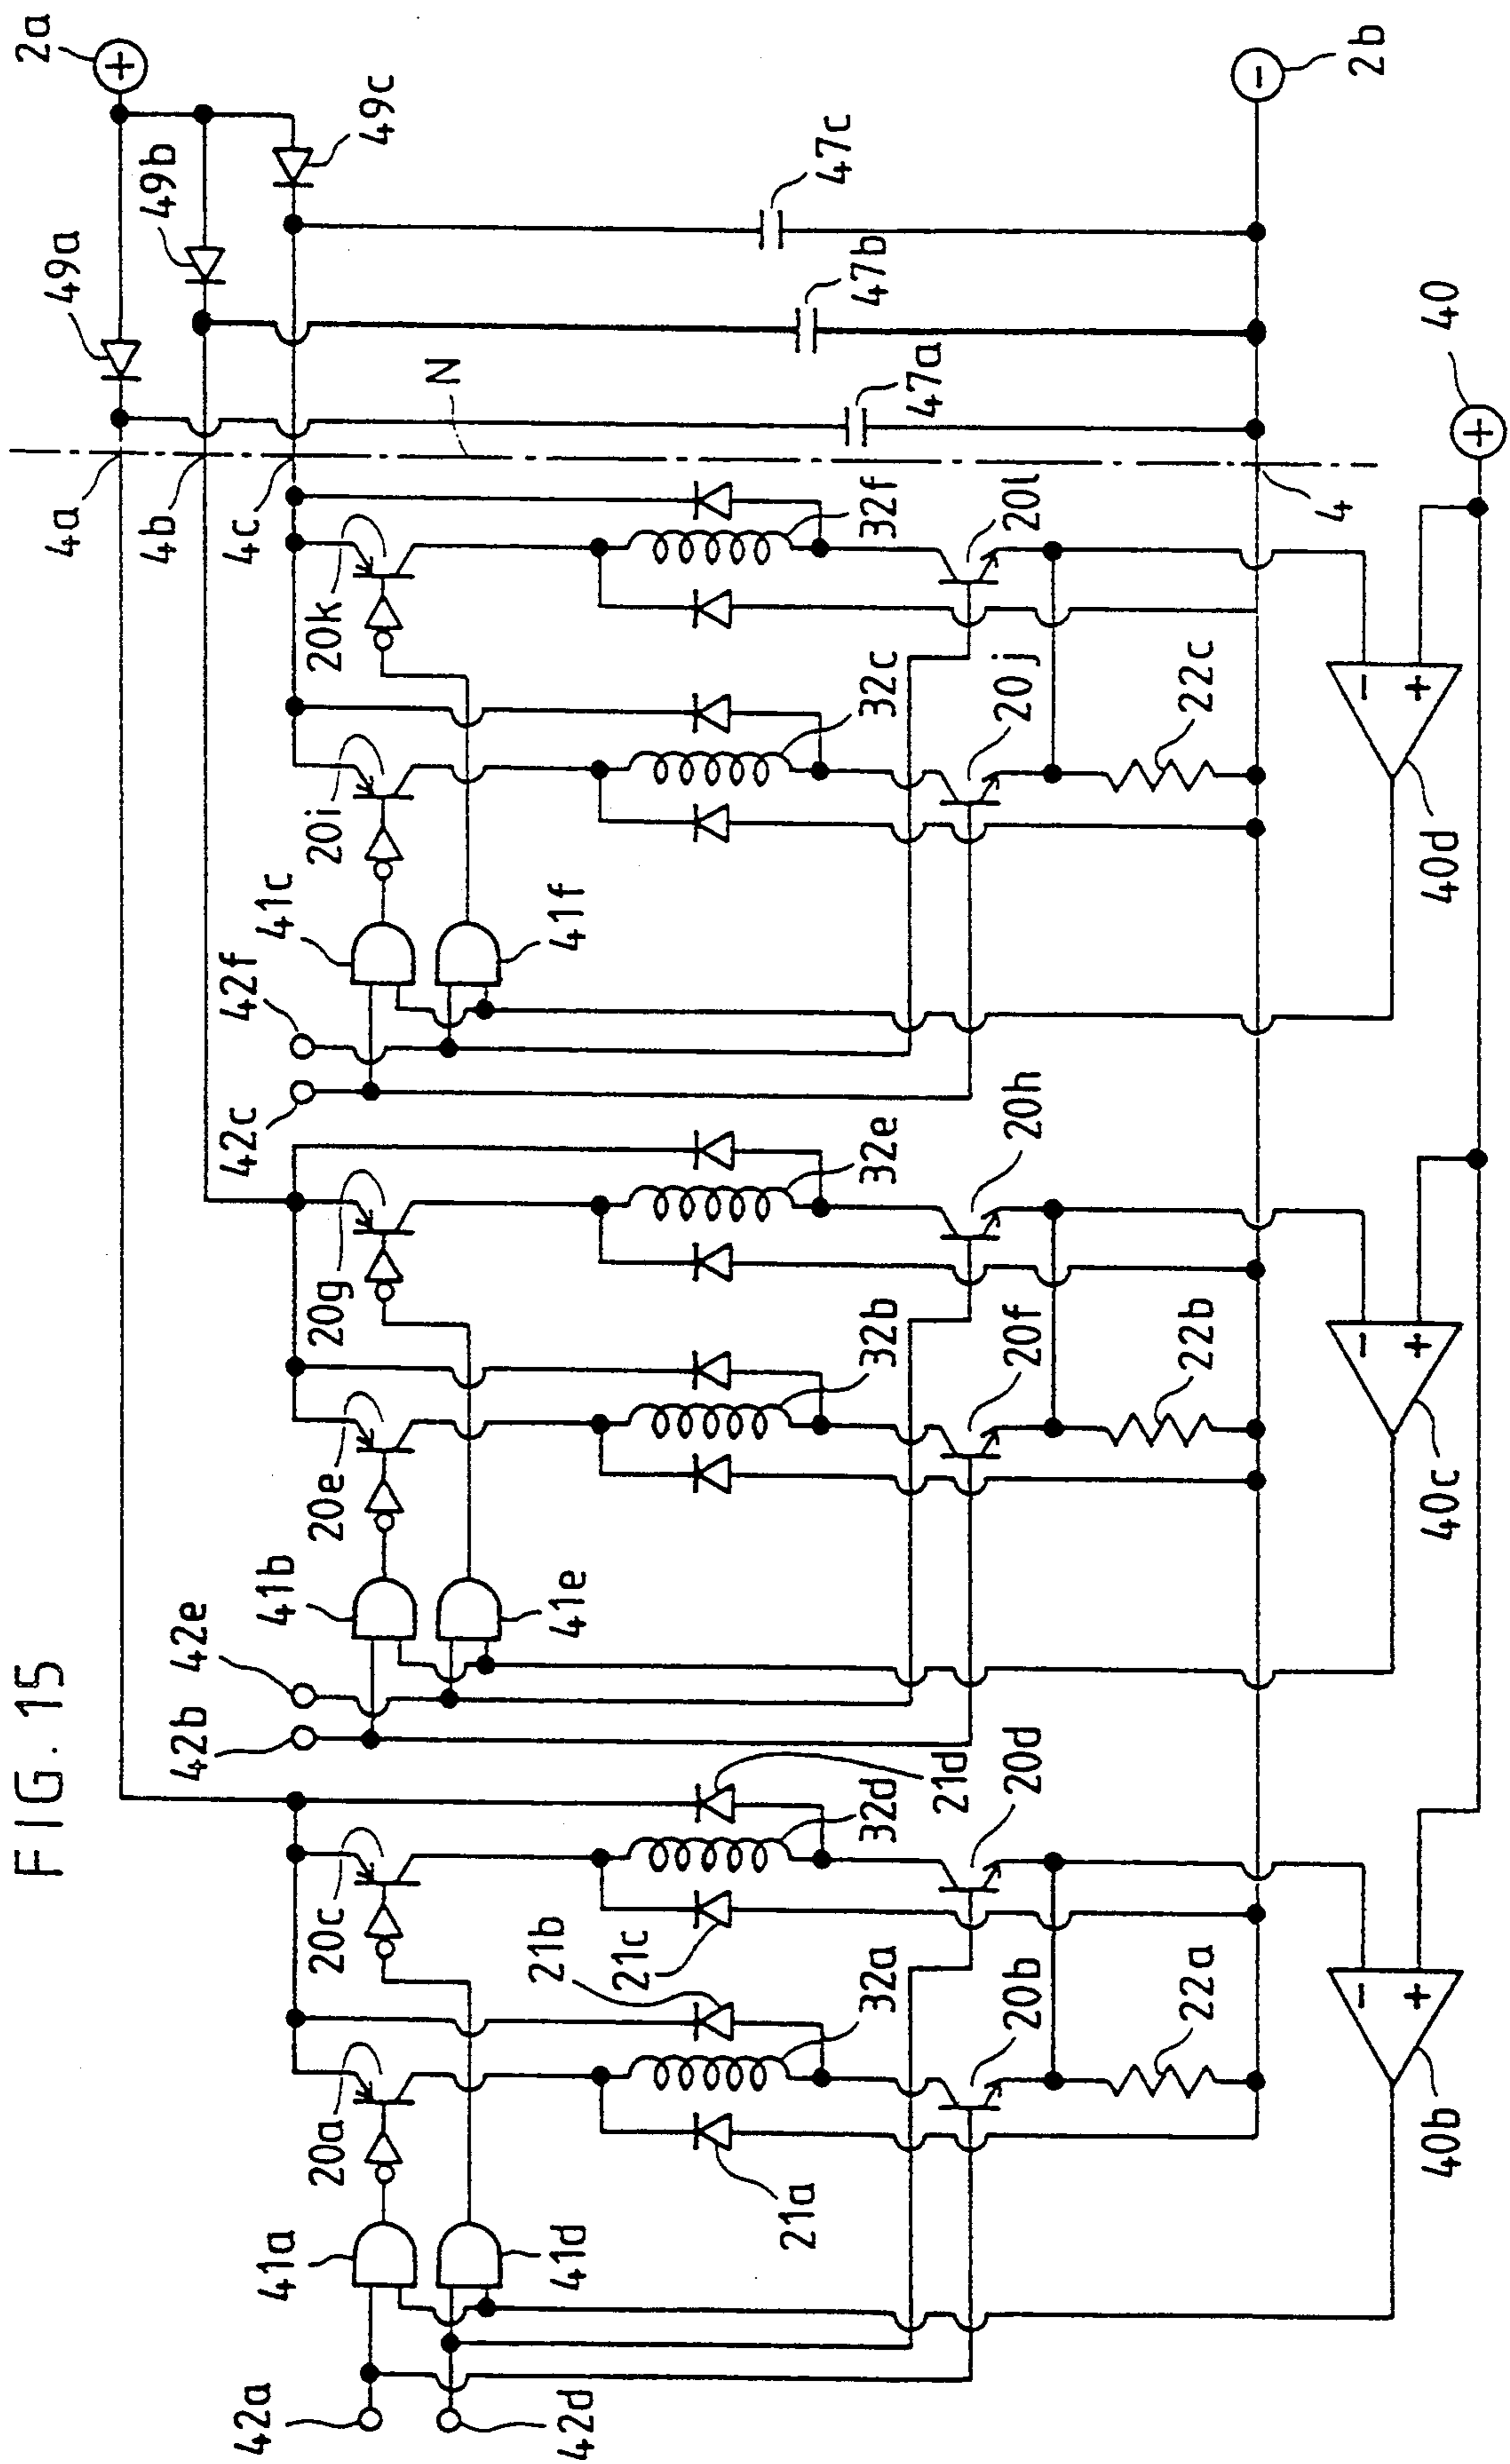 FIG. 15
2a
49a
49b
49c
4a
4b
4c
N
47a
47b
47c
2b
4
40
42a
42d
41a
41d
20a
20c
21a
21b
21c
21d
32a
32d
20b
20d
22a
40b
42b
42e
41b
41e
20e
20g
32b
32e
20f
20h
22b
40c
42c
42f
41c
41f
20i
20k
32c
32f
20j
20l
22c
40d
+
−
− +
− +
− +
+